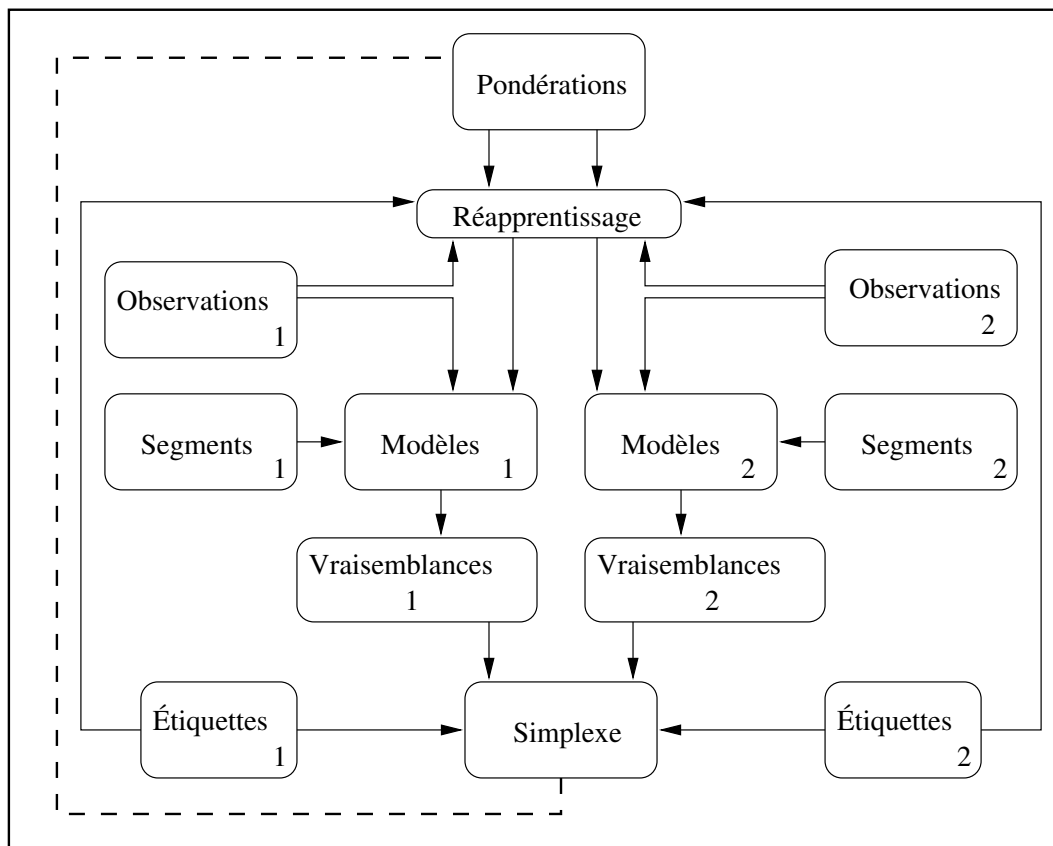 Pondérations
Réapprentissage
Observations
1
Observations
2
Segments
1
Modèles
1
Modèles
2
Segments
2
Vraisemblances
1
Vraisemblances
2
Étiquettes
1
Simplexe
Étiquettes
2